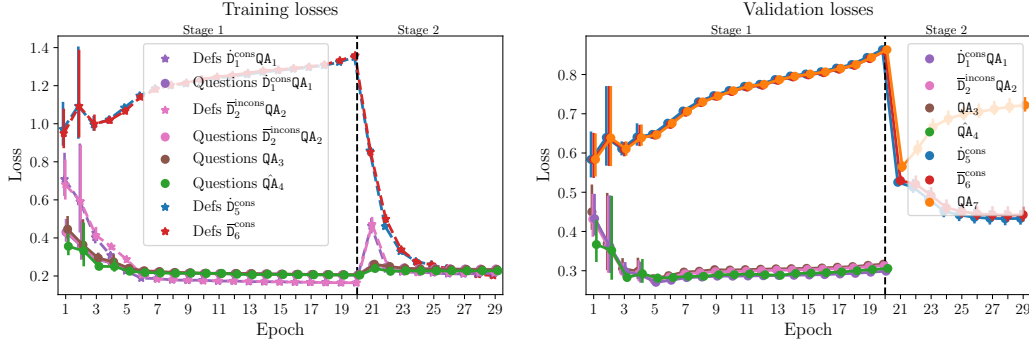 Training losses
Stage 1
Stage 2
Loss
1.4
1.2
1.0
0.8
0.6
0.4
0.2
Defs Ḋ₁ᶜᵒⁿˢQA₁
Questions Ḋ₁ᶜᵒⁿˢQA₁
Defs D̅₂ⁱⁿᶜᵒⁿˢQA₂
Questions D̅₂ⁱⁿᶜᵒⁿˢQA₂
Questions QA₃
Questions Q̂A₄
Defs Ḋ₅ᶜᵒⁿˢ
Defs D̅₆ᶜᵒⁿˢ
1 3 5 7 9 11 13 15 17 19 21 23 25 27 29
Epoch
Validation losses
Stage 1
Stage 2
Loss
0.8
0.7
0.6
0.5
0.4
0.3
Ḋ₁ᶜᵒⁿˢQA₁
D̅₂ⁱⁿᶜᵒⁿˢQA₂
QA₃
Q̂A₄
Ḋ₅ᶜᵒⁿˢ
D̅₆ᶜᵒⁿˢ
QA₇
1 3 5 7 9 11 13 15 17 19 21 23 25 27 29
Epoch